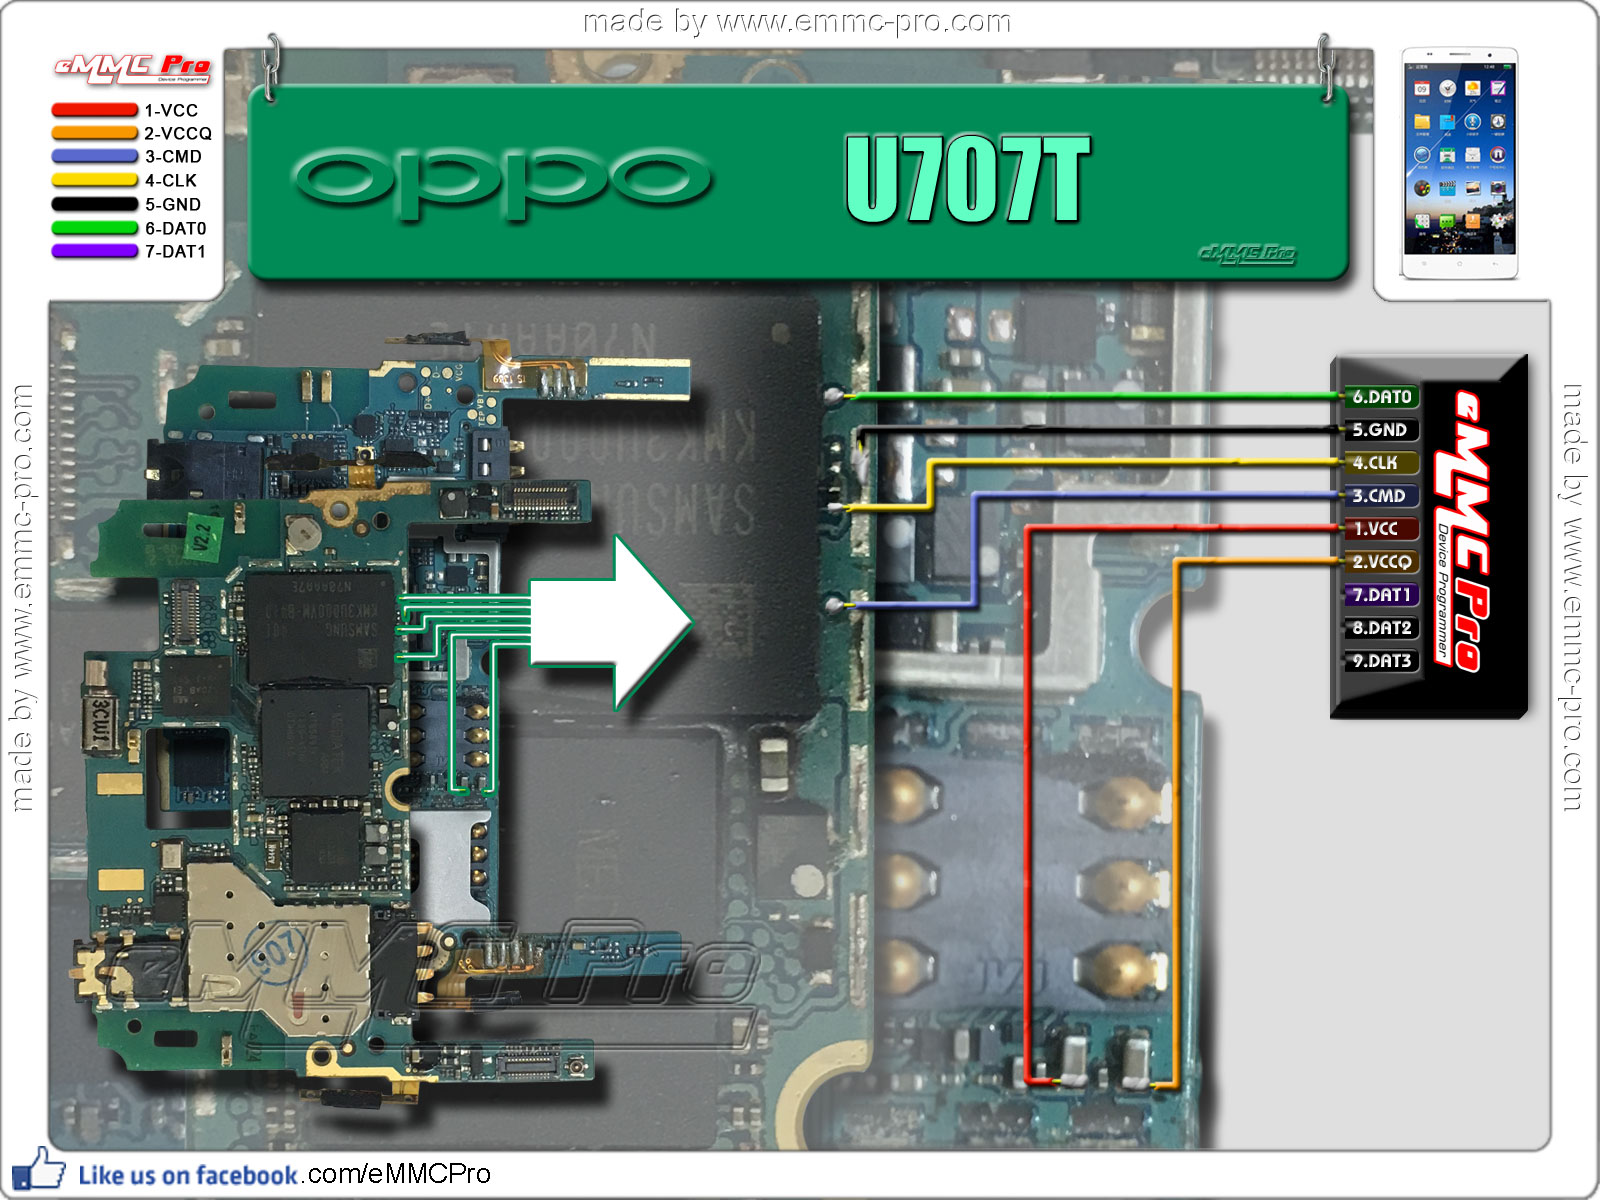 made by www.emmc-pro.com
eMMC Pro
Device Programmer
1-VCC
2-VCCQ
3-CMD
4-CLK
5-GND
6-DAT0
7-DAT1
oppo
U707T
eMMC Pro
6.DAT0
5.GND
4.CLK
3.CMD
1.VCC
2.VCCQ
7.DAT1
8.DAT2
9.DAT3
eMMC Pro
Device Programmer
made by www.emmc-pro.com
made by www.emmc-pro.com
V2.2
SAMSUNG
SAMSUNG
eMMC Pro
Like us on facebook.com/eMMCPro